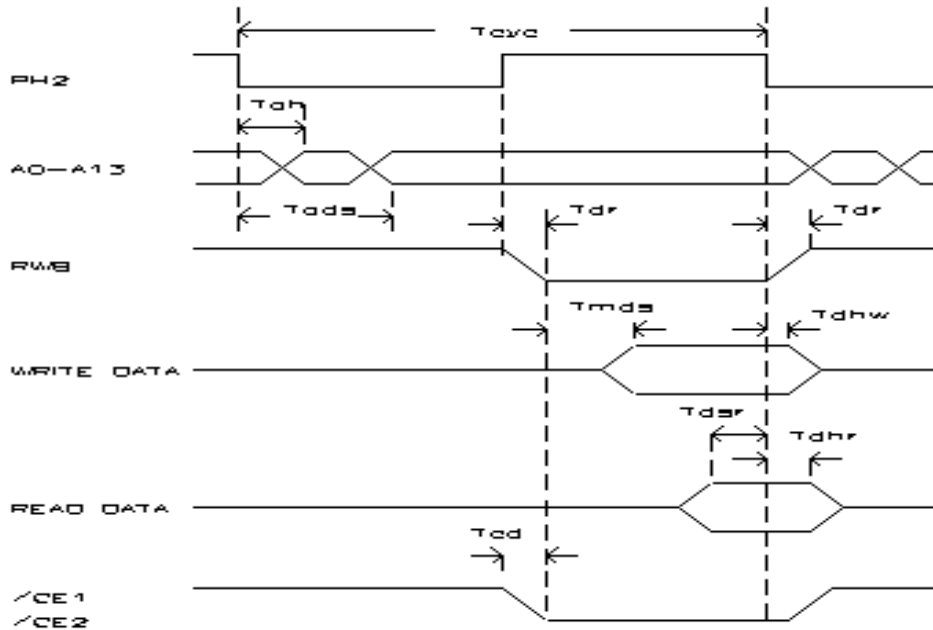 Tcyc
PH2
Tah
A0-A13
Tads
Tdr
Tdr
RWB
Tmds
Tdhw
WRITE DATA
Tdsr
Tdhr
READ DATA
Tcd
/CE1
/CE2